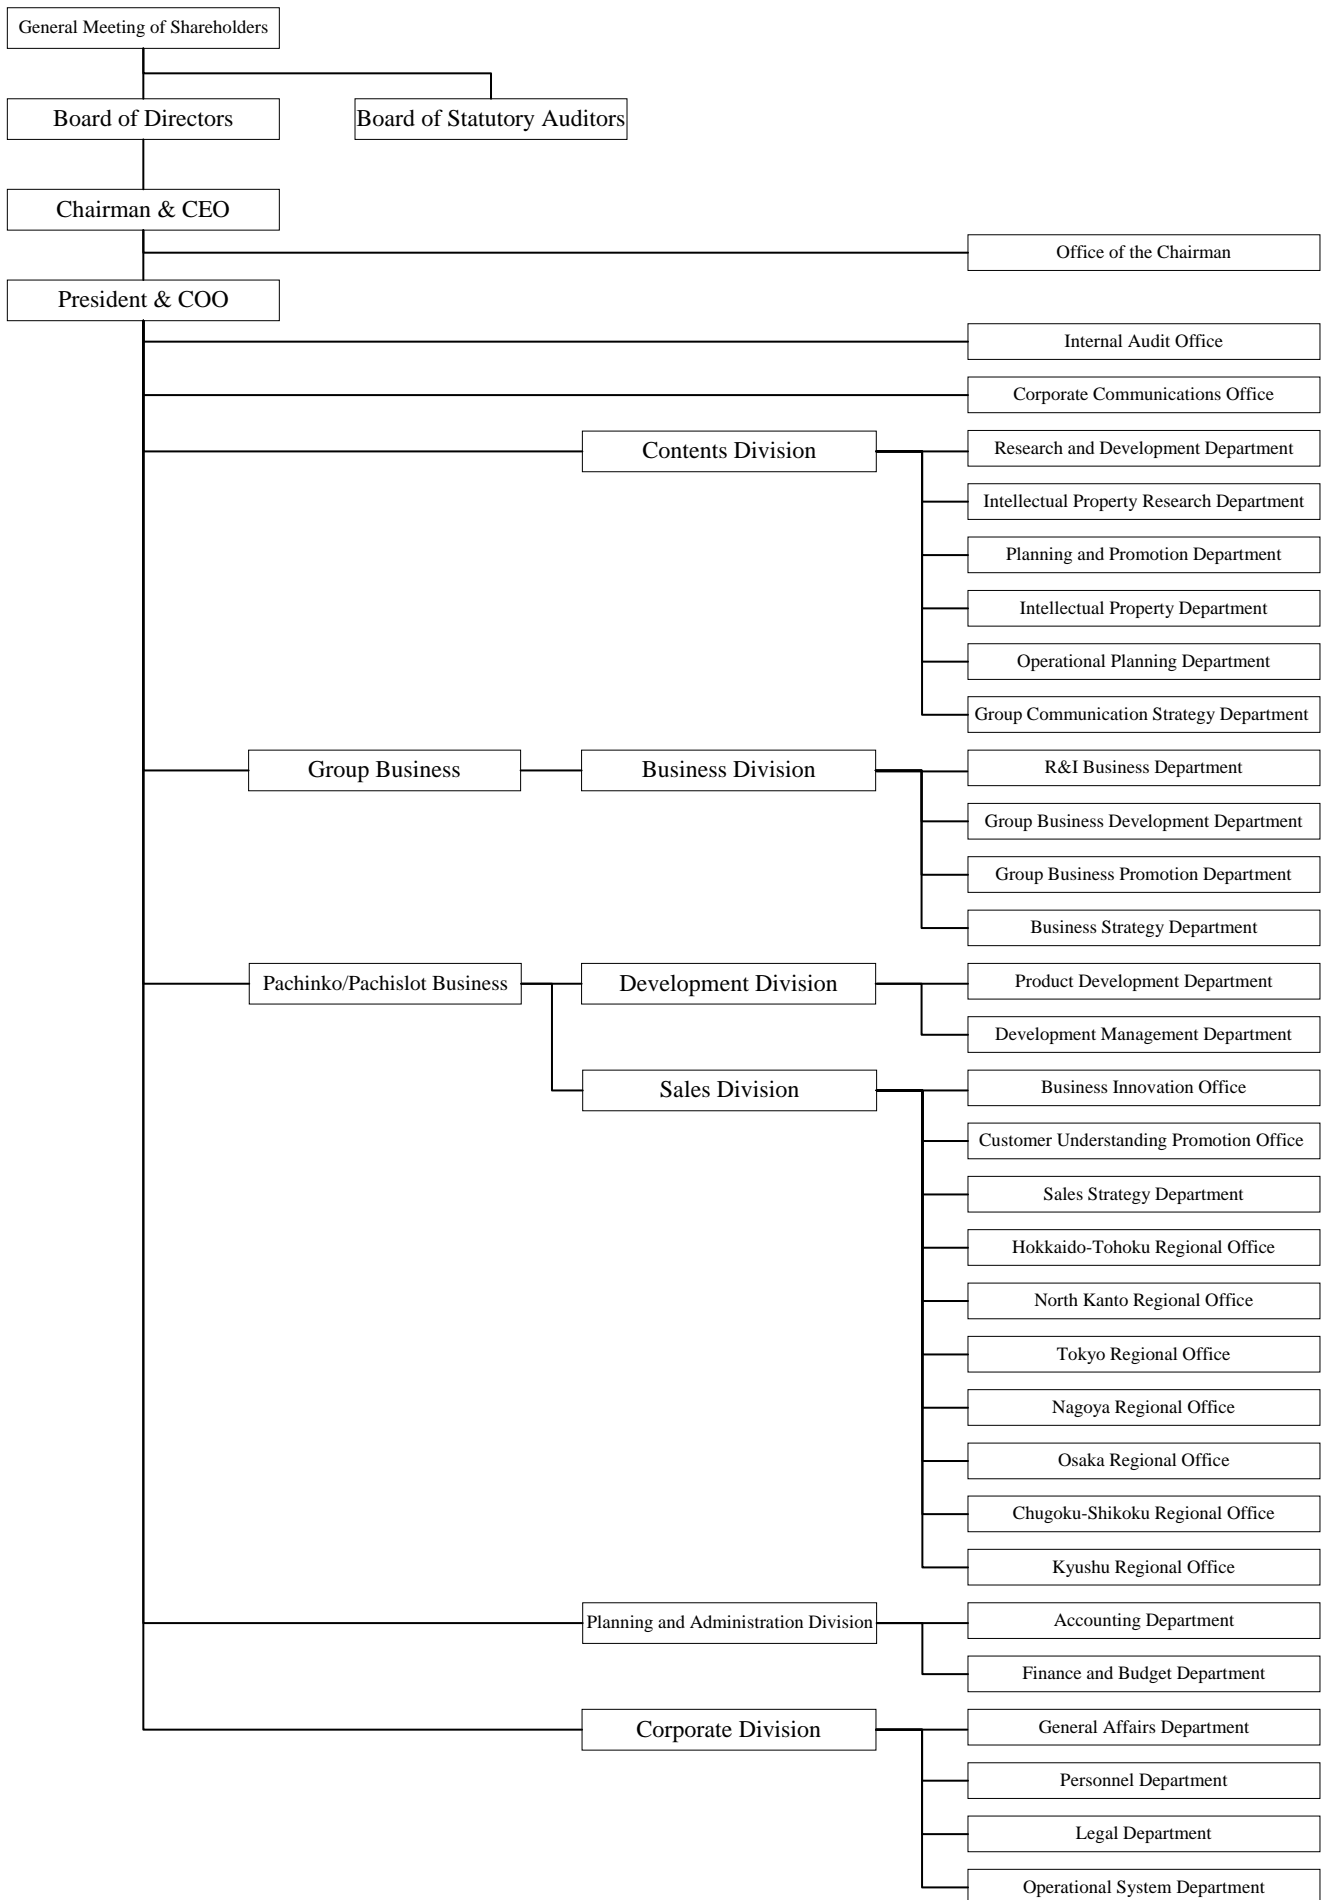 General Meeting of Shareholders
Board of Directors
Board of Statutory Auditors
Chairman & CEO
Office of the Chairman
President & COO
Internal Audit Office
Corporate Communications Office
Contents Division
Research and Development Department
Intellectual Property Research Department
Planning and Promotion Department
Intellectual Property Department
Operational Planning Department
Group Communication Strategy Department
Group Business
Business Division
R&I Business Department
Group Business Development Department
Group Business Promotion Department
Business Strategy Department
Pachinko/Pachislot Business
Development Division
Product Development Department
Development Management Department
Sales Division
Business Innovation Office
Customer Understanding Promotion Office
Sales Strategy Department
Hokkaido-Tohoku Regional Office
North Kanto Regional Office
Tokyo Regional Office
Nagoya Regional Office
Osaka Regional Office
Chugoku-Shikoku Regional Office
Kyushu Regional Office
Planning and Administration Division
Accounting Department
Finance and Budget Department
Corporate Division
General Affairs Department
Personnel Department
Legal Department
Operational System Department